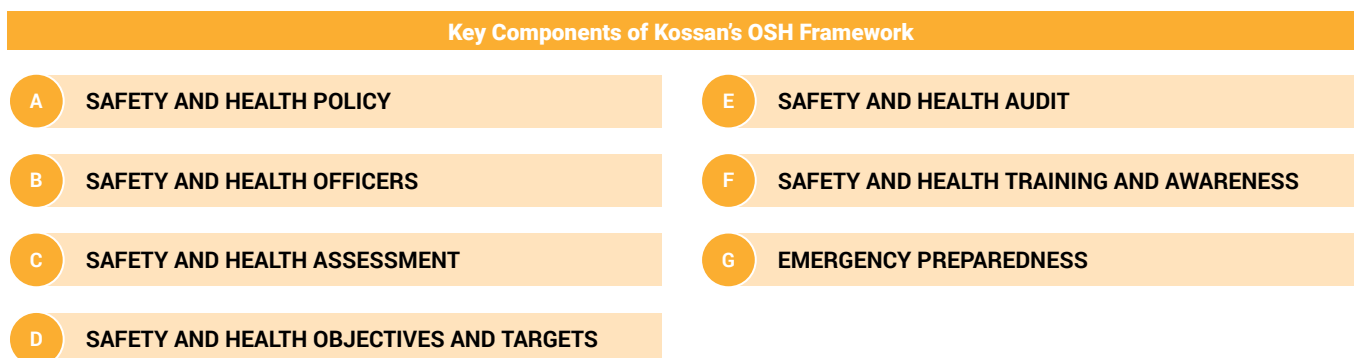 Key Components of Kossan’s OSH Framework
A SAFETY AND HEALTH POLICY
B SAFETY AND HEALTH OFFICERS
C SAFETY AND HEALTH ASSESSMENT
D SAFETY AND HEALTH OBJECTIVES AND TARGETS
E SAFETY AND HEALTH AUDIT
F SAFETY AND HEALTH TRAINING AND AWARENESS
G EMERGENCY PREPAREDNESS